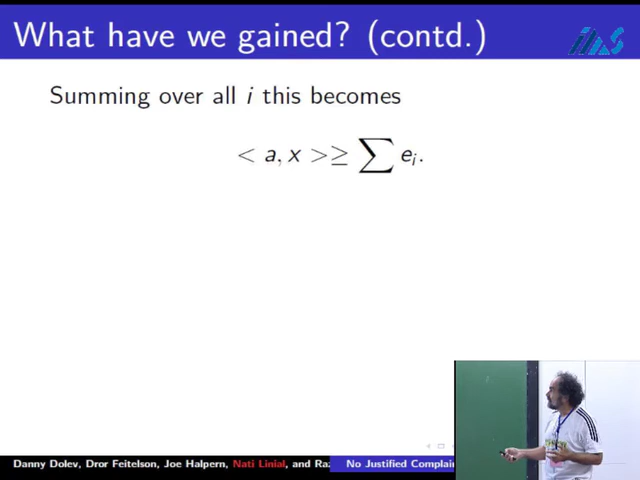 What have we gained? (contd.)
Summing over all i this becomes
< a, x > ≥ ∑ eᵢ.
Danny Dolev, Dror Feitelson, Joe Halpern, Nati Linial, and Raz No Justified Complain